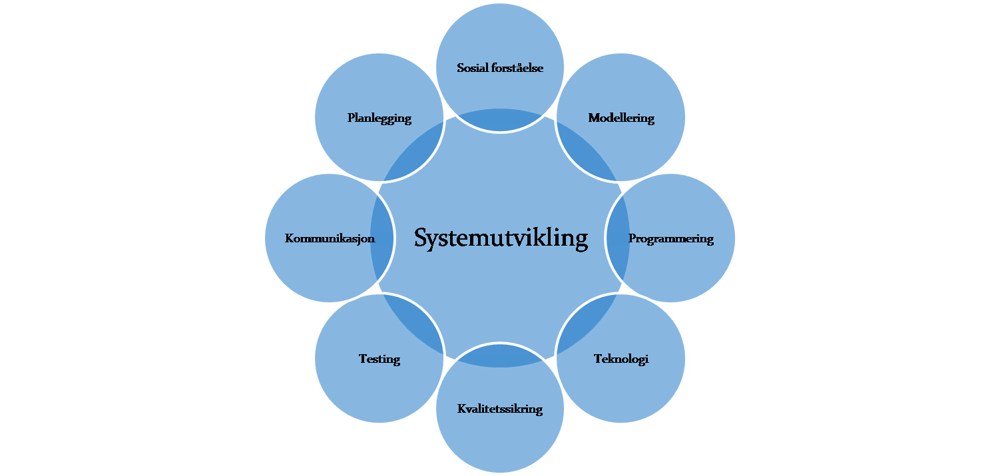 Sosial forståelse
Planlegging
Modellering
Kommunikasjon
Systemutvikling
Programmering
Testing
Teknologi
Kvalitetssikring